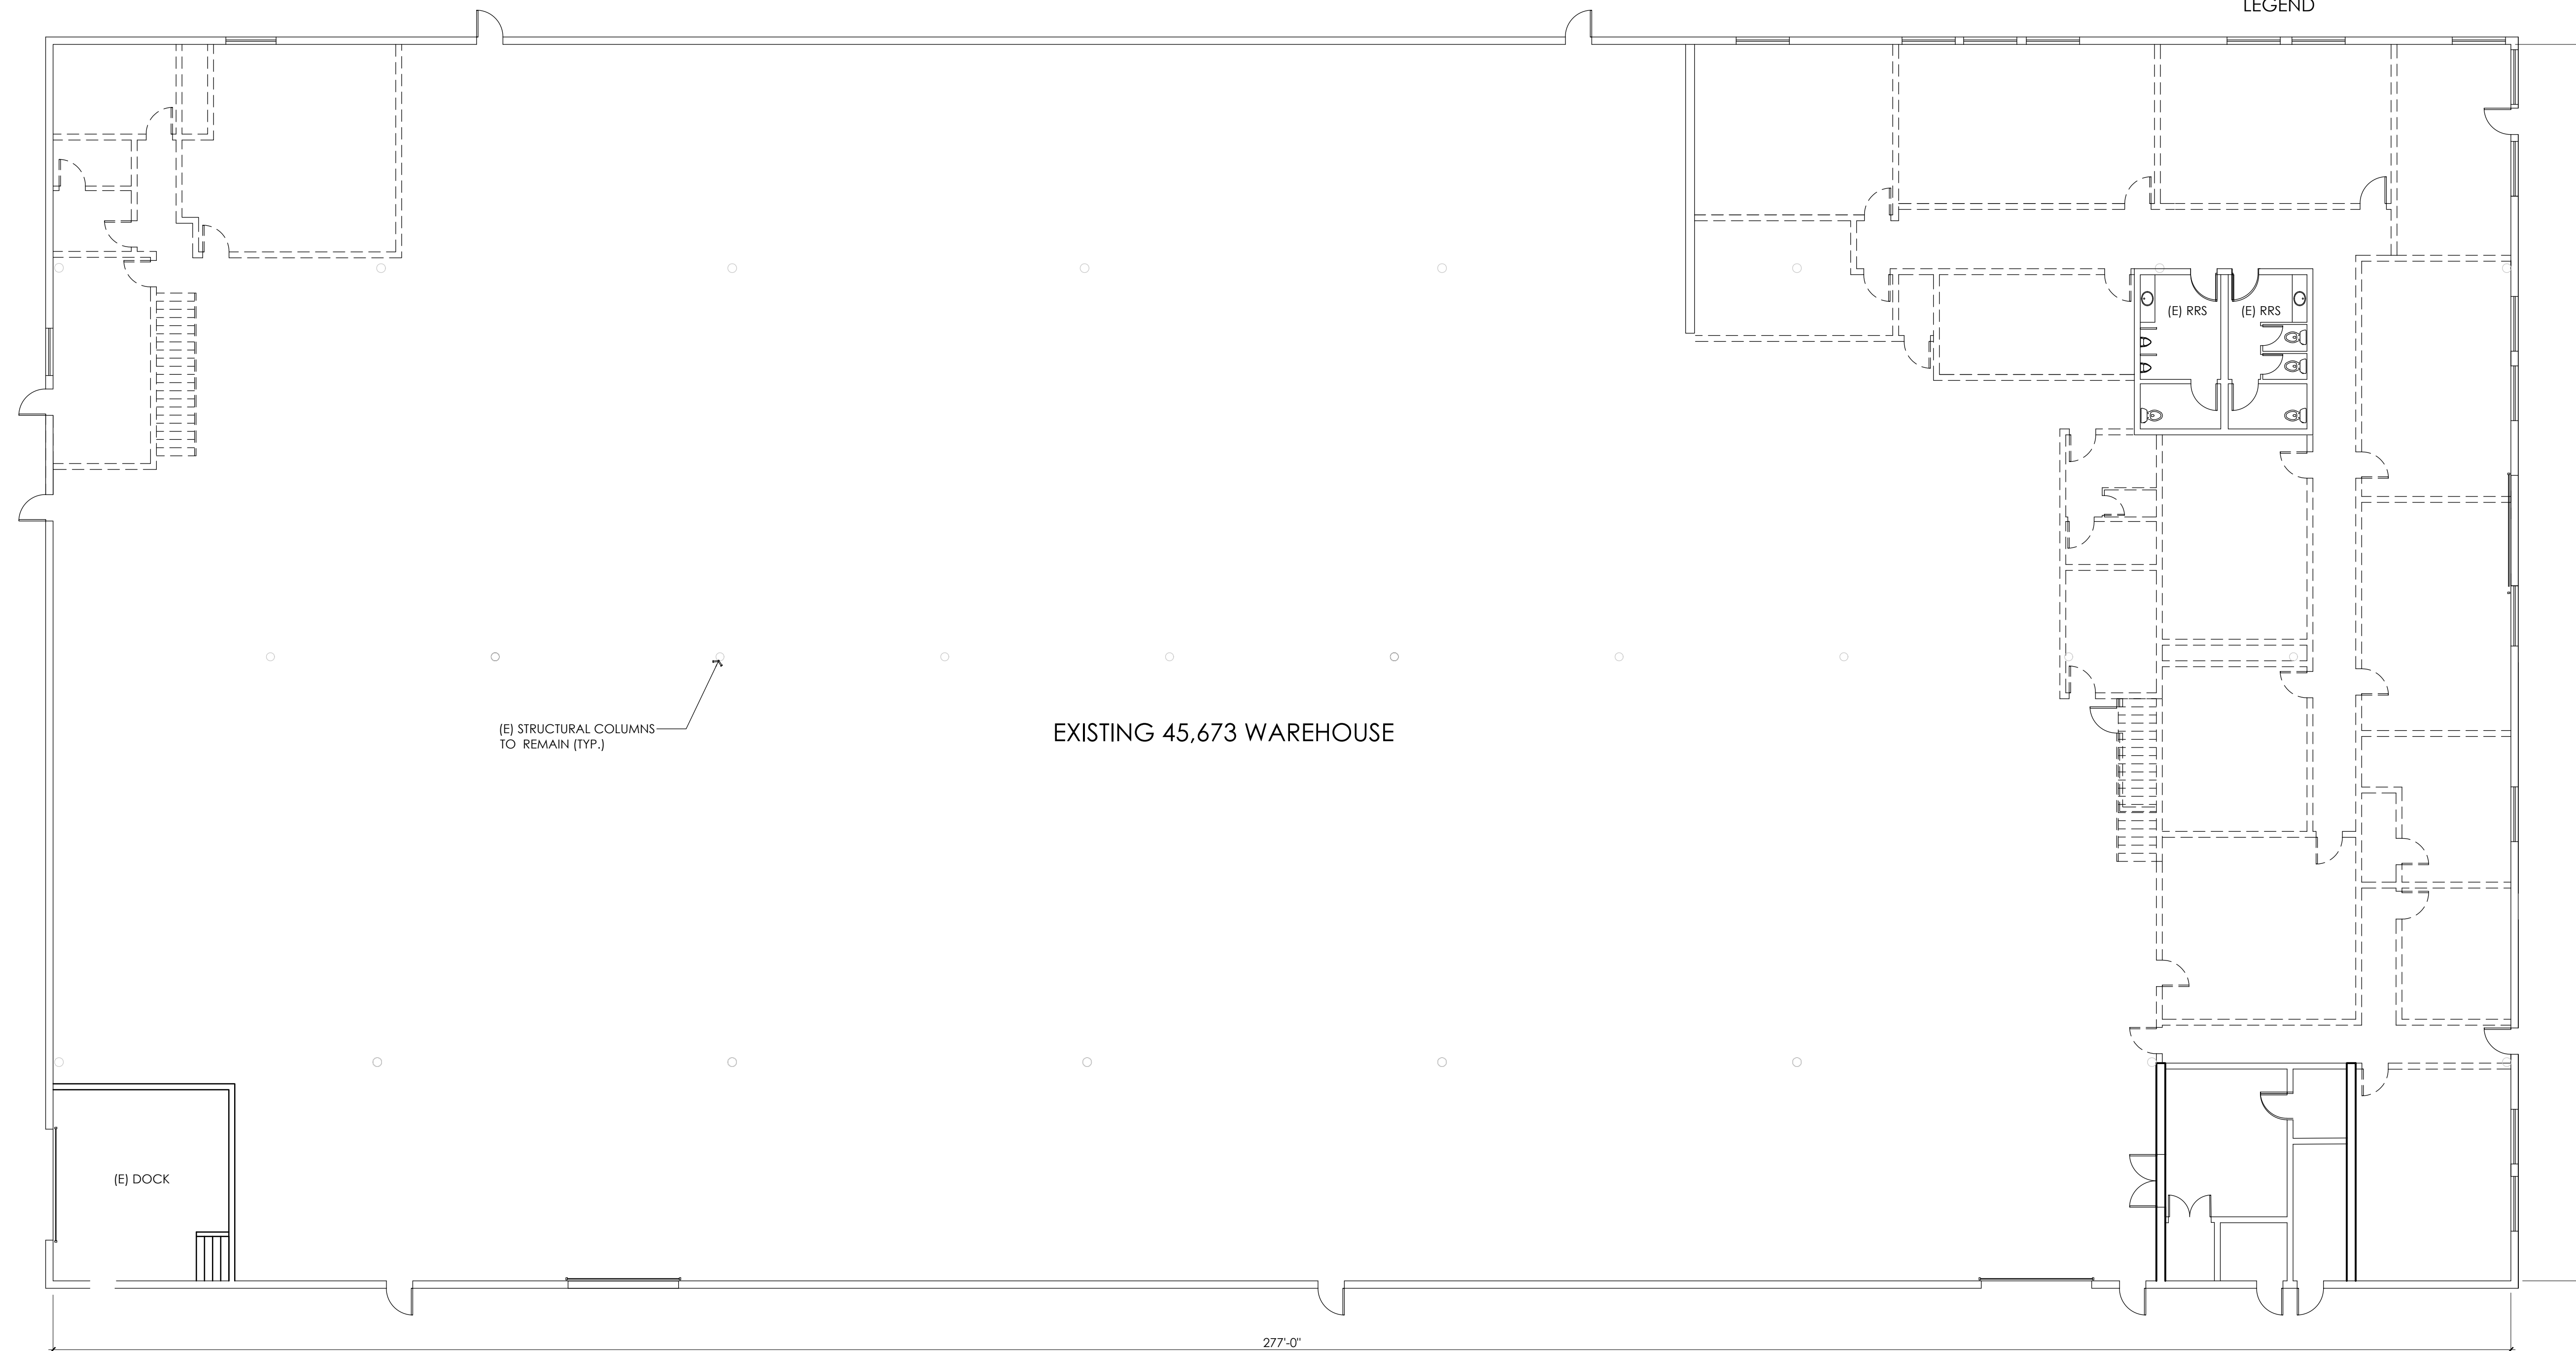 LEGEND
(E) RRS
(E) RRS
(E) STRUCTURAL COLUMNS
TO REMAIN (TYP.)
EXISTING 45,673 WAREHOUSE
(E) DOCK
277'-0"